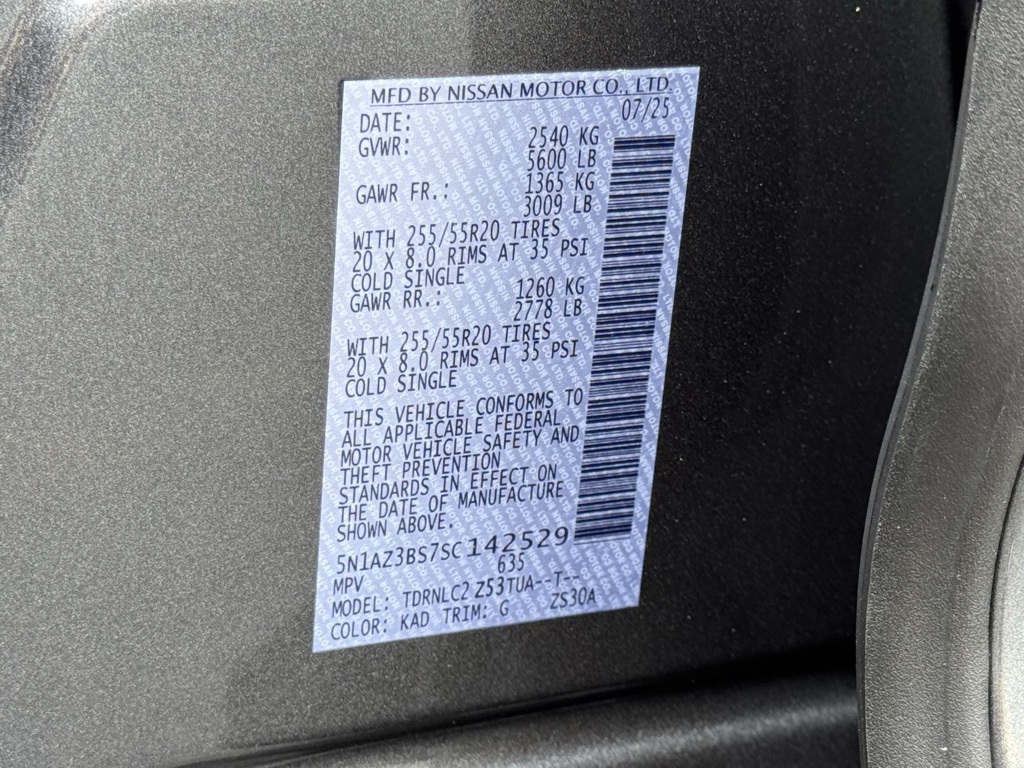 MFD BY NISSAN MOTOR CO., LTD.
DATE: 07/25
GVWR: 2540 KG
5600 LB
GAWR FR.: 1365 KG
3009 LB
WITH 255/55R20 TIRES
20 X 8.0 RIMS AT 35 PSI
COLD SINGLE
GAWR RR.: 1260 KG
2778 LB
WITH 255/55R20 TIRES
20 X 8.0 RIMS AT 35 PSI
COLD SINGLE
THIS VEHICLE CONFORMS TO
ALL APPLICABLE FEDERAL
MOTOR VEHICLE SAFETY AND
THEFT PREVENTION
STANDARDS IN EFFECT ON
THE DATE OF MANUFACTURE
SHOWN ABOVE.
5N1AZ3BS7SC142529
MPV 635
MODEL: TDRNLC2 Z53TUA--T--
COLOR: KAD TRIM: G ZS30A